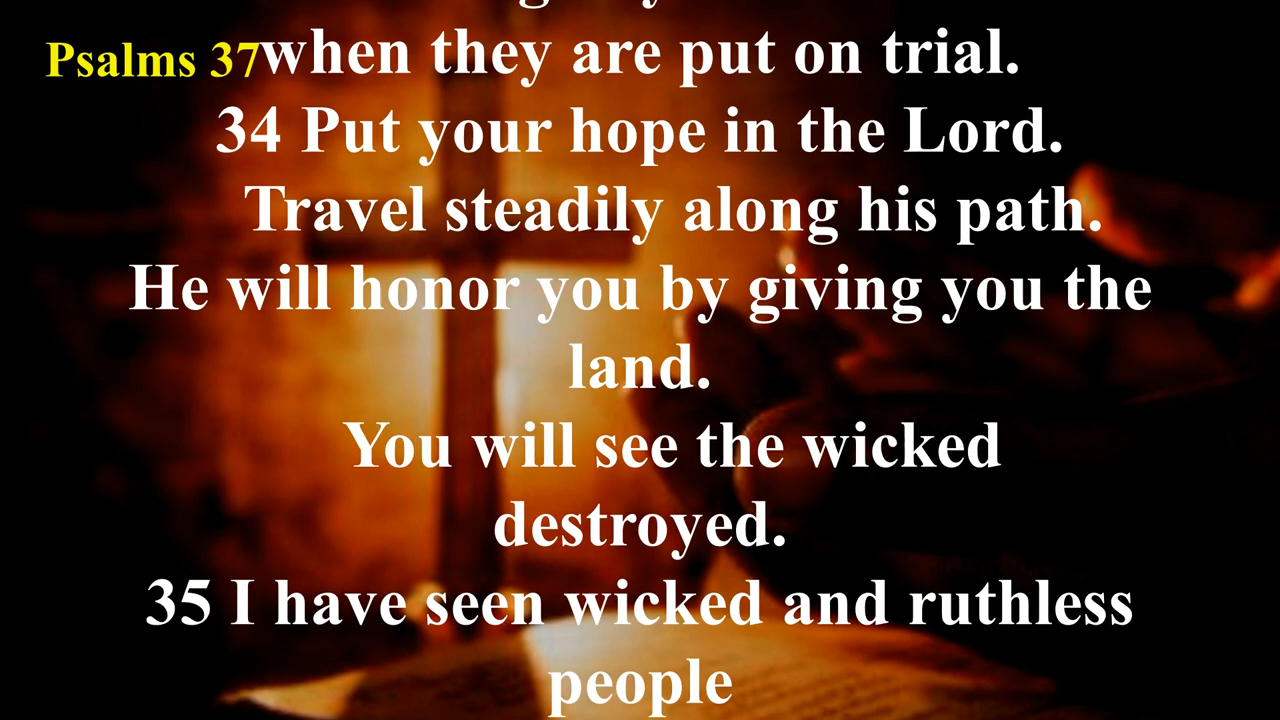 Psalms 37
when they are put on trial.
34 Put your hope in the Lord.
Travel steadily along his path.
He will honor you by giving you the
land.
You will see the wicked
destroyed.
35 I have seen wicked and ruthless
people